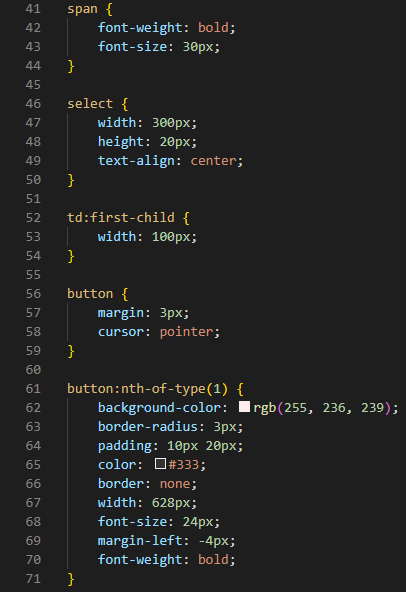 41 span {
42     font-weight: bold;
43     font-size: 30px;
44 }
45
46 select {
47     width: 300px;
48     height: 20px;
49     text-align: center;
50 }
51
52 td:first-child {
53     width: 100px;
54 }
55
56 button {
57     margin: 3px;
58     cursor: pointer;
59 }
60
61 button:nth-of-type(1) {
62     background-color: rgb(255, 236, 239);
63     border-radius: 3px;
64     padding: 10px 20px;
65     color: #333;
66     border: none;
67     width: 628px;
68     font-size: 24px;
69     margin-left: -4px;
70     font-weight: bold;
71 }